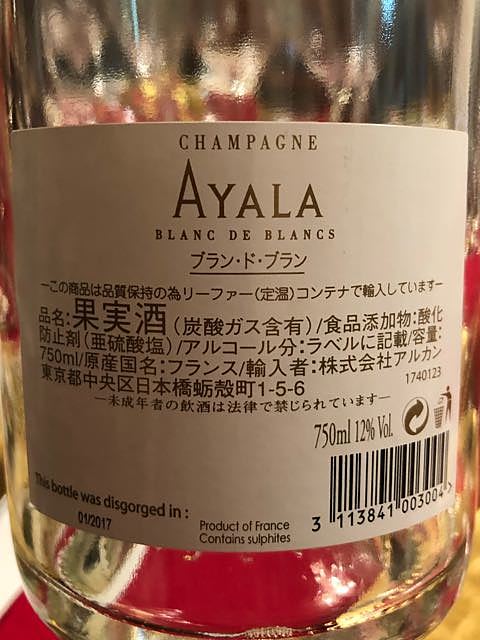 CHAMPAGNE
AYALA
BLANC DE BLANCS
ブラン・ド・ブラン
―この商品は品質保持の為リーファー(定温)コンテナで輸入しています―
品名:果実酒(炭酸ガス含有)/食品添加物:酸化
防止剤(亜硫酸塩)/アルコール分:ラベルに記載/容量:
750ml/原産国名:フランス/輸入者:株式会社アルカン
東京都中央区日本橋蛎殻町1-5-6
1740123
―未成年者の飲酒は法律で禁じられています―
750ml 12% Vol.
This bottle was disgorged in :
01/2017
Product of France
Contains sulphites
3 113841 003004 >